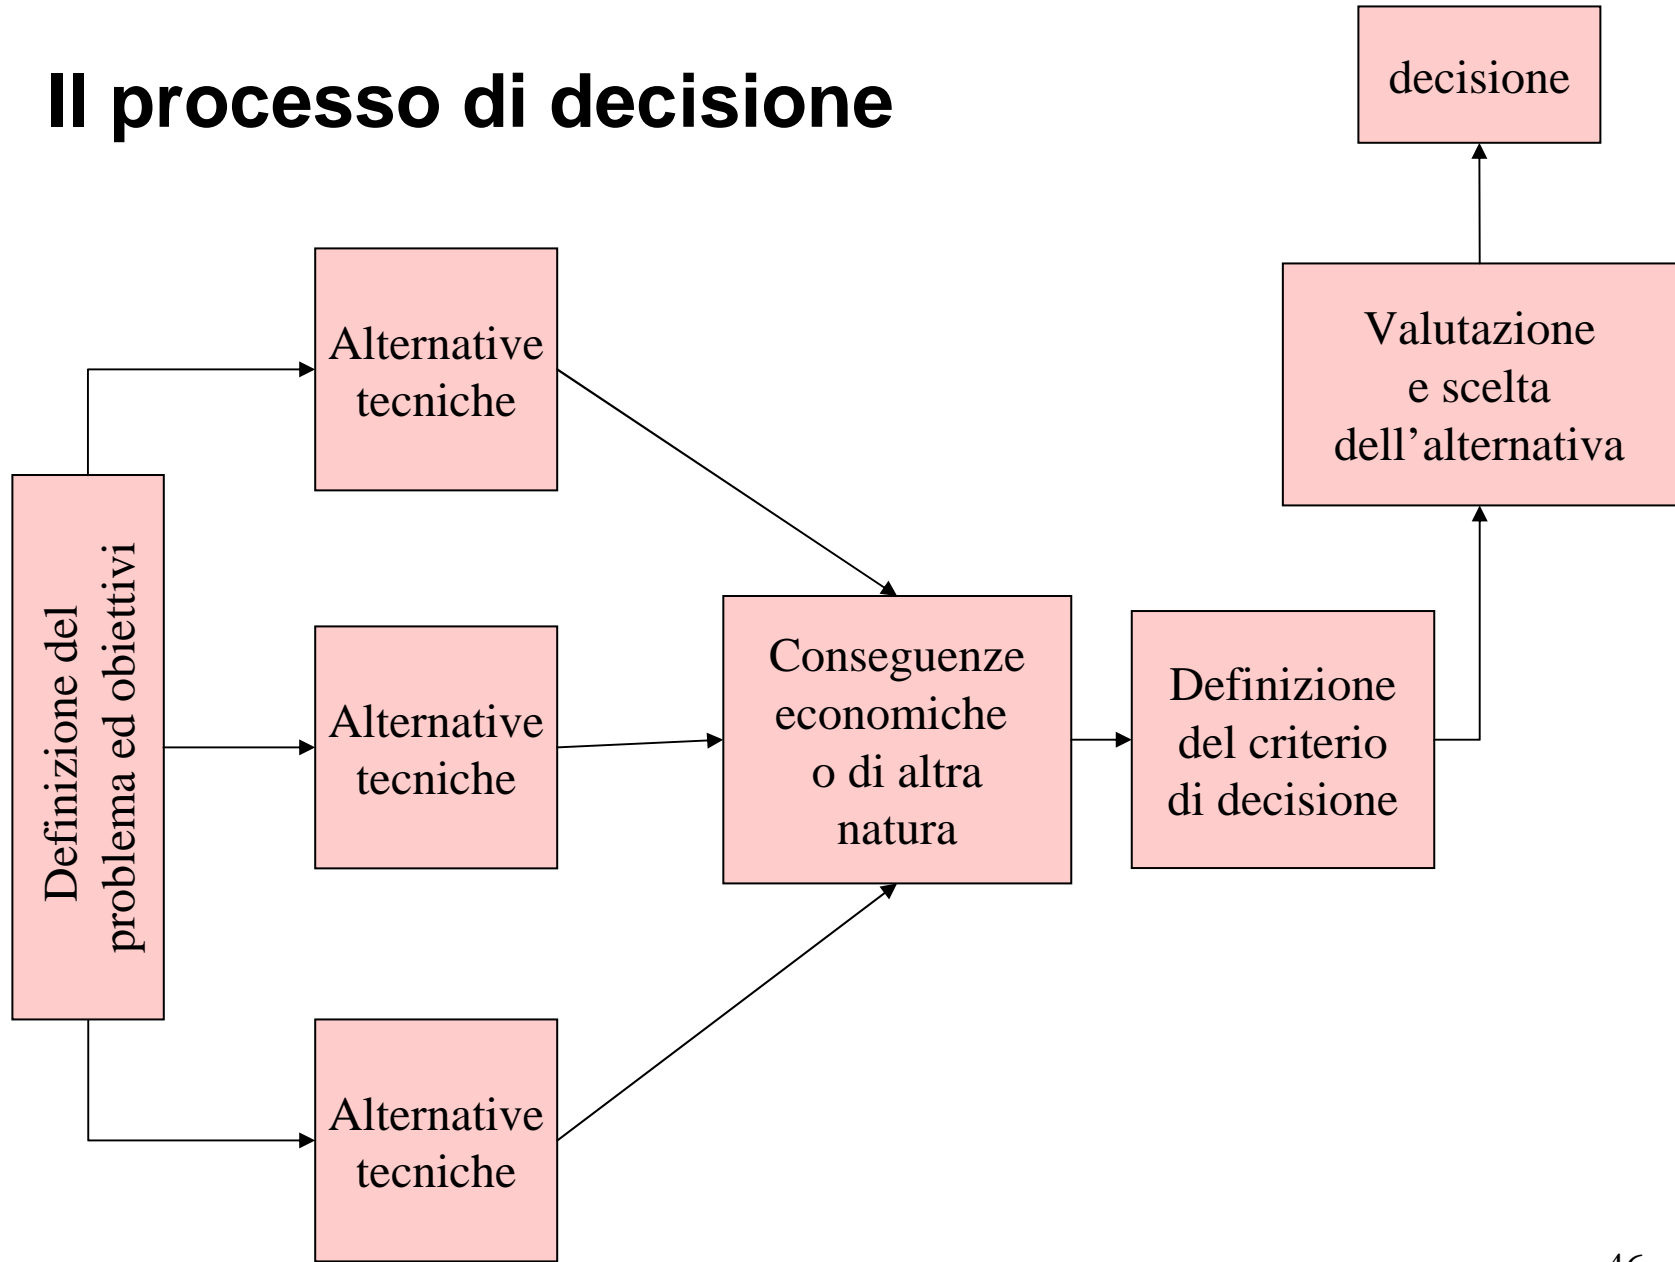 Il processo di decisione
decisione
Valutazione
e scelta
dell’alternativa
Alternative
tecniche
Definizione del
problema ed obiettivi
Alternative
tecniche
Conseguenze
economiche
o di altra
natura
Definizione
del criterio
di decisione
Alternative
tecniche